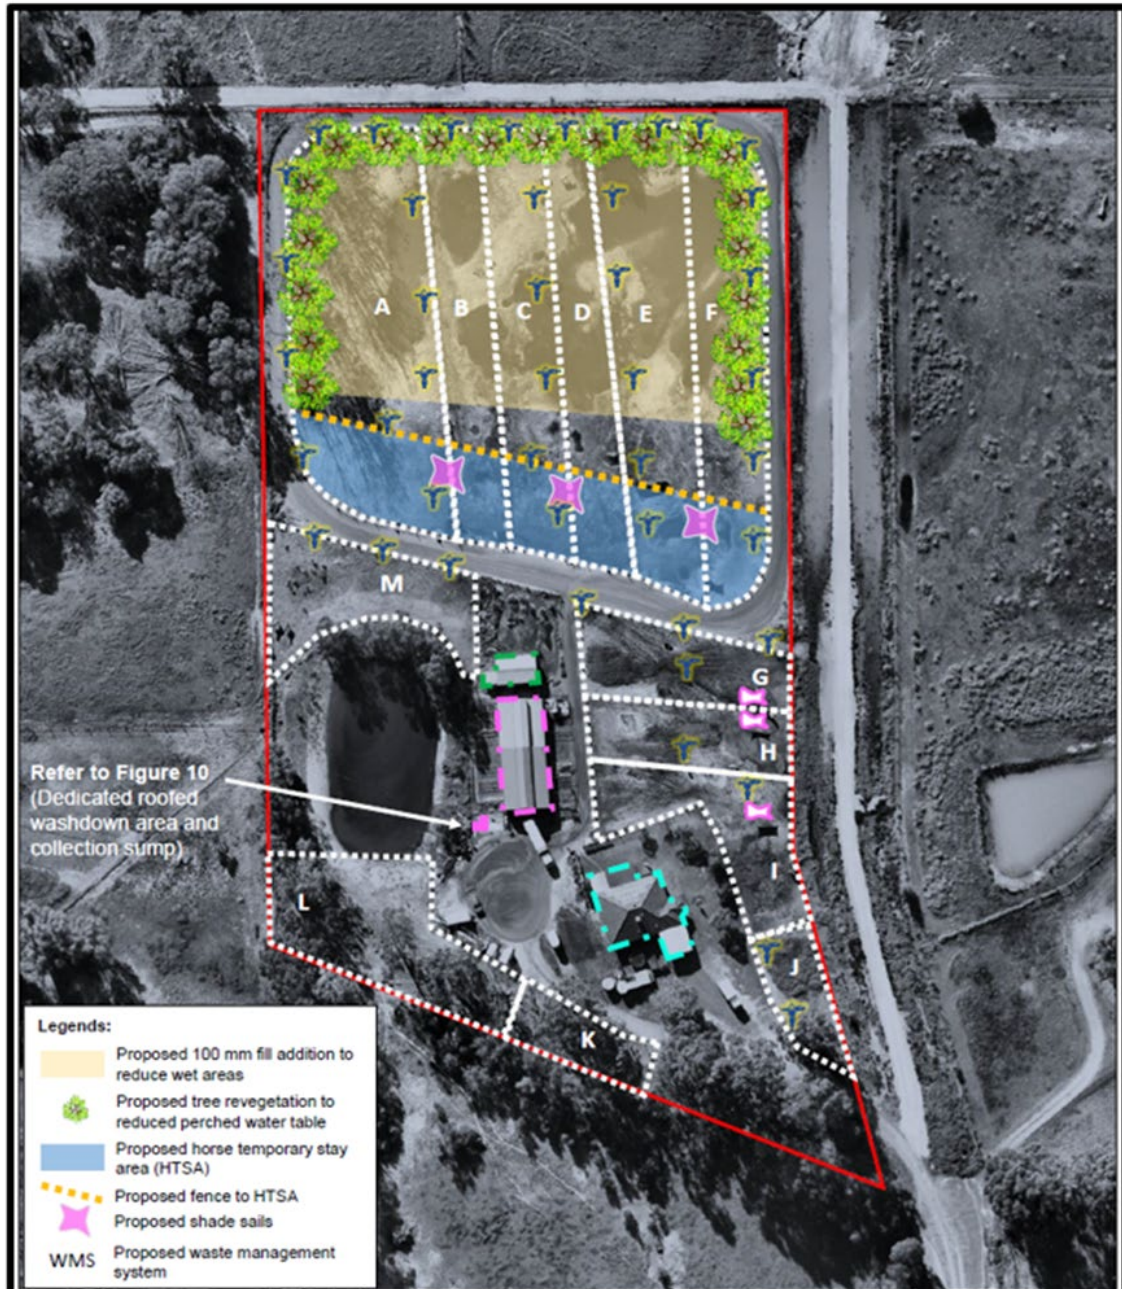 A
B
C
D
E
F
M
G
H
Refer to Figure 10
(Dedicated roofed
washdown area and
collection sump)
I
L
J
K
Legends:
Proposed 100 mm fill addition to
reduce wet areas
Proposed tree revegetation to
reduced perched water table
Proposed horse temporary stay
area (HTSA)
Proposed fence to HTSA
Proposed shade sails
WMS Proposed waste management
system